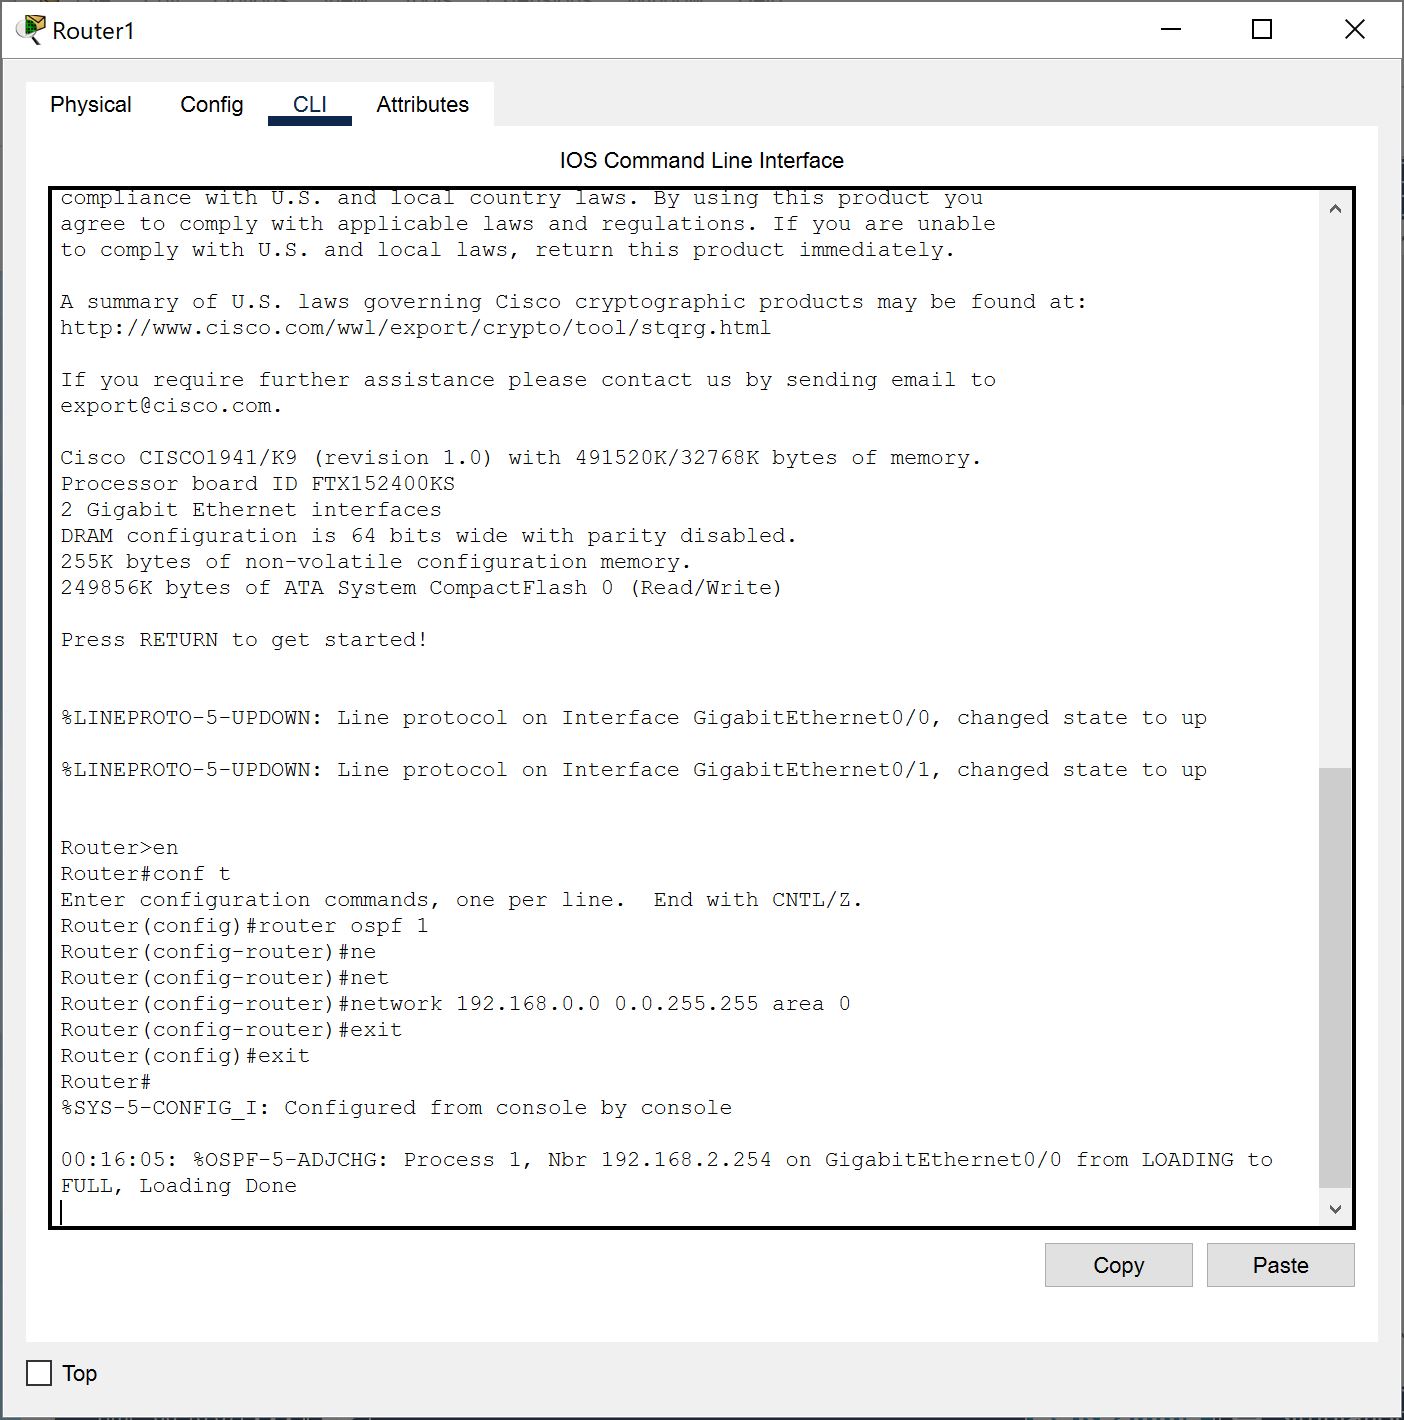 Router1
Physical Config CLI Attributes
IOS Command Line Interface
compliance with U.S. and local country laws. By using this product you
agree to comply with applicable laws and regulations. If you are unable
to comply with U.S. and local laws, return this product immediately.
A summary of U.S. laws governing Cisco cryptographic products may be found at:
http://www.cisco.com/wwl/export/crypto/tool/stqrg.html
If you require further assistance please contact us by sending email to
export@cisco.com.
Cisco CISCO1941/K9 (revision 1.0) with 491520K/32768K bytes of memory.
Processor board ID FTX152400KS
2 Gigabit Ethernet interfaces
DRAM configuration is 64 bits wide with parity disabled.
255K bytes of non-volatile configuration memory.
249856K bytes of ATA System CompactFlash 0 (Read/Write)
Press RETURN to get started!
%LINEPROTO-5-UPDOWN: Line protocol on Interface GigabitEthernet0/0, changed state to up
%LINEPROTO-5-UPDOWN: Line protocol on Interface GigabitEthernet0/1, changed state to up
Router>en
Router#conf t
Enter configuration commands, one per line.  End with CNTL/Z.
Router(config)#router ospf 1
Router(config-router)#ne
Router(config-router)#net
Router(config-router)#network 192.168.0.0 0.0.255.255 area 0
Router(config-router)#exit
Router(config)#exit
Router#
%SYS-5-CONFIG_I: Configured from console by console
00:16:05: %OSPF-5-ADJCHG: Process 1, Nbr 192.168.2.254 on GigabitEthernet0/0 from LOADING to
FULL, Loading Done
Copy Paste
Top